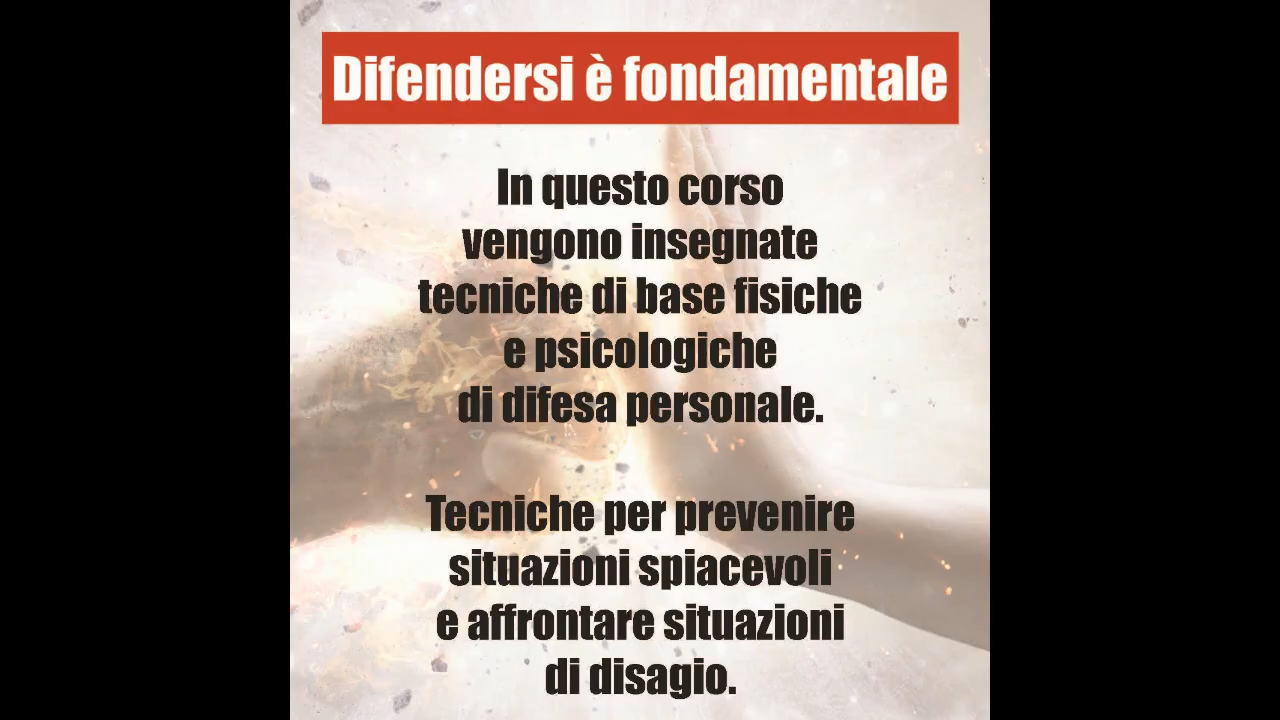 Difendersi è fondamentale
In questo corso
vengono insegnate
tecniche di base fisiche
e psicologiche
di difesa personale.
Tecniche per prevenire
situazioni spiacevoli
e affrontare situazioni
di disagio.